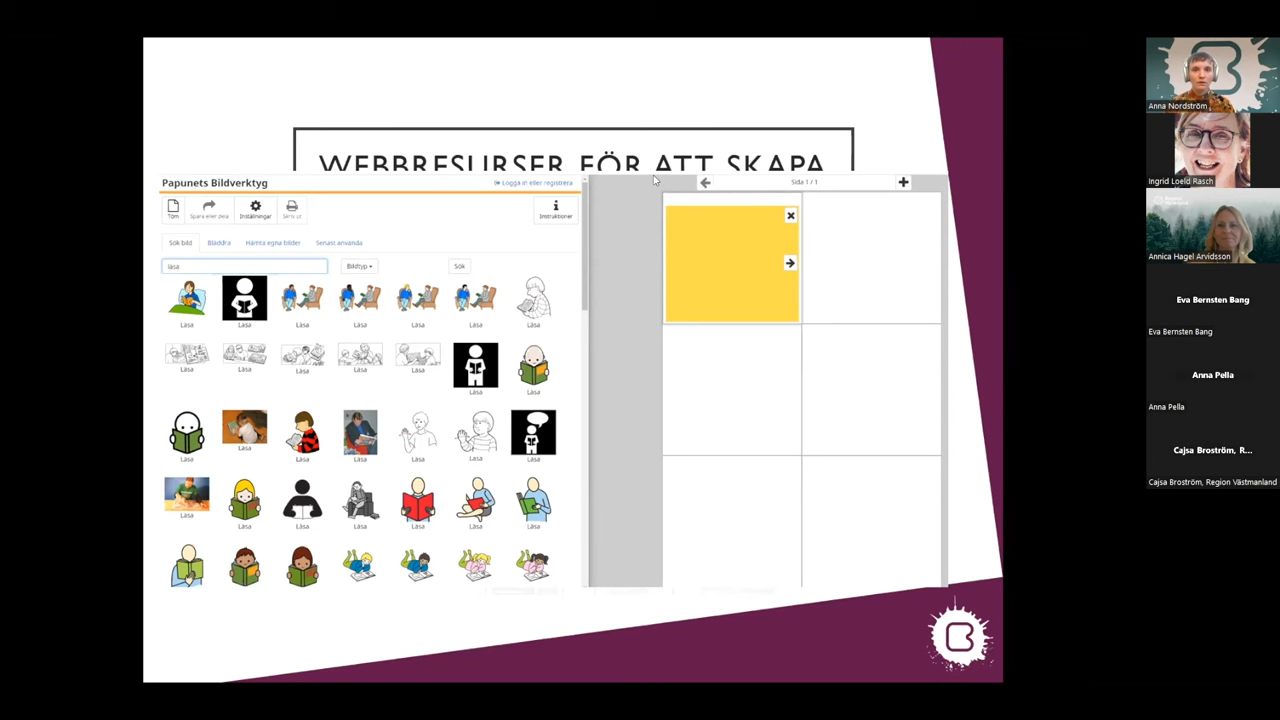 WEBBRESURSER FÖR ATT SKAPA
Papunets Bildverktyg
Logga in eller registrera
Töm
Spara eller dela
Inställningar
Skriv ut
Instruktioner
Sök bild
Bläddra
Hämta egna bilder
Senast använda
läsa
Bildtyp
Sök
Läsa Läsa Läsa Läsa Läsa Läsa Läsa
Läsa Läsa Läsa Läsa Läsa Läsa Läsa
Läsa Läsa Läsa Läsa Läsa Läsa Läsa
Läsa Läsa Läsa Läsa Läsa Läsa Läsa
Sida 1 / 1
B
Anna Nordström
Ingrid Loeld Rasch
Annica Hagel Arvidsson
Eva Bernsten Bang
Eva Bernsten Bang
Anna Pella
Anna Pella
Cajsa Broström, R...
Cajsa Broström, Region Västmanland